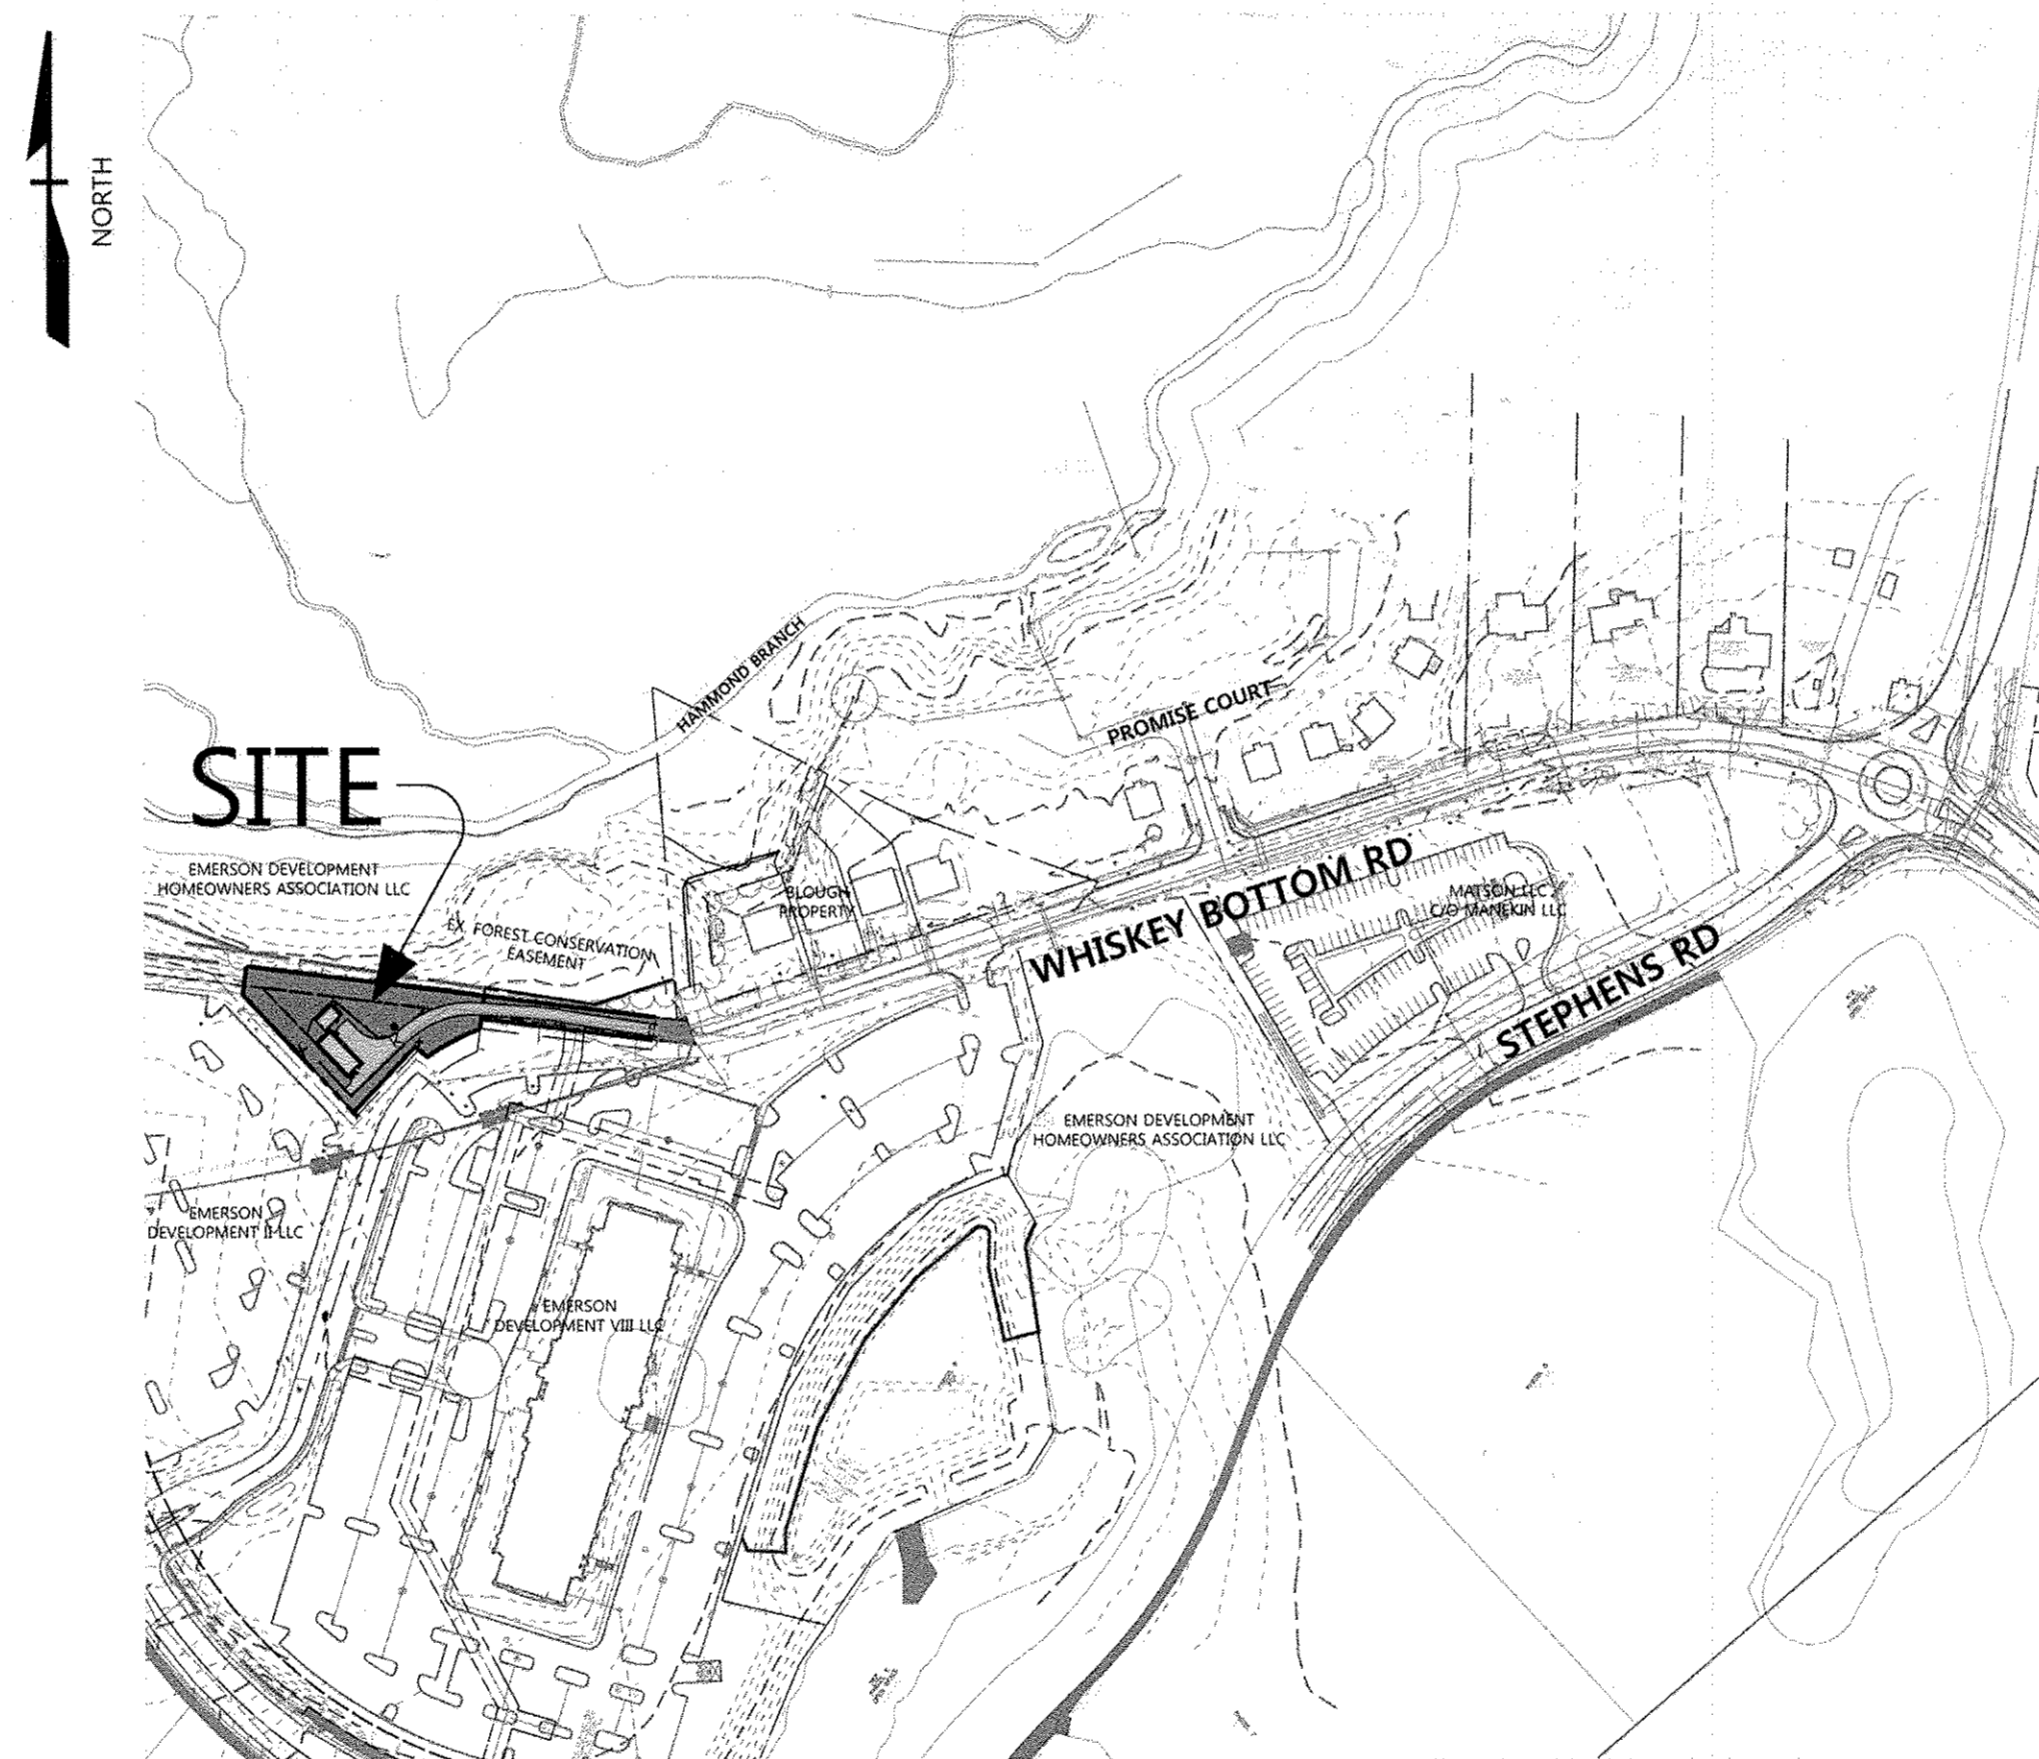 NORTH
HAMMOND BRANCH
PROMISE COURT
SITE
EMERSON DEVELOPMENT
HOMEOWNERS ASSOCIATION LLC
BLOUGH
PROPERTY
EX. FOREST CONSERVATION
EASEMENT
WHISKEY BOTTOM RD
MATSON LLC
C/O MANEKIN LLC
STEPHENS RD
EMERSON DEVELOPMENT
HOMEOWNERS ASSOCIATION LLC
EMERSON
DEVELOPMENT II LLC
EMERSON
DEVELOPMENT VIII LLC